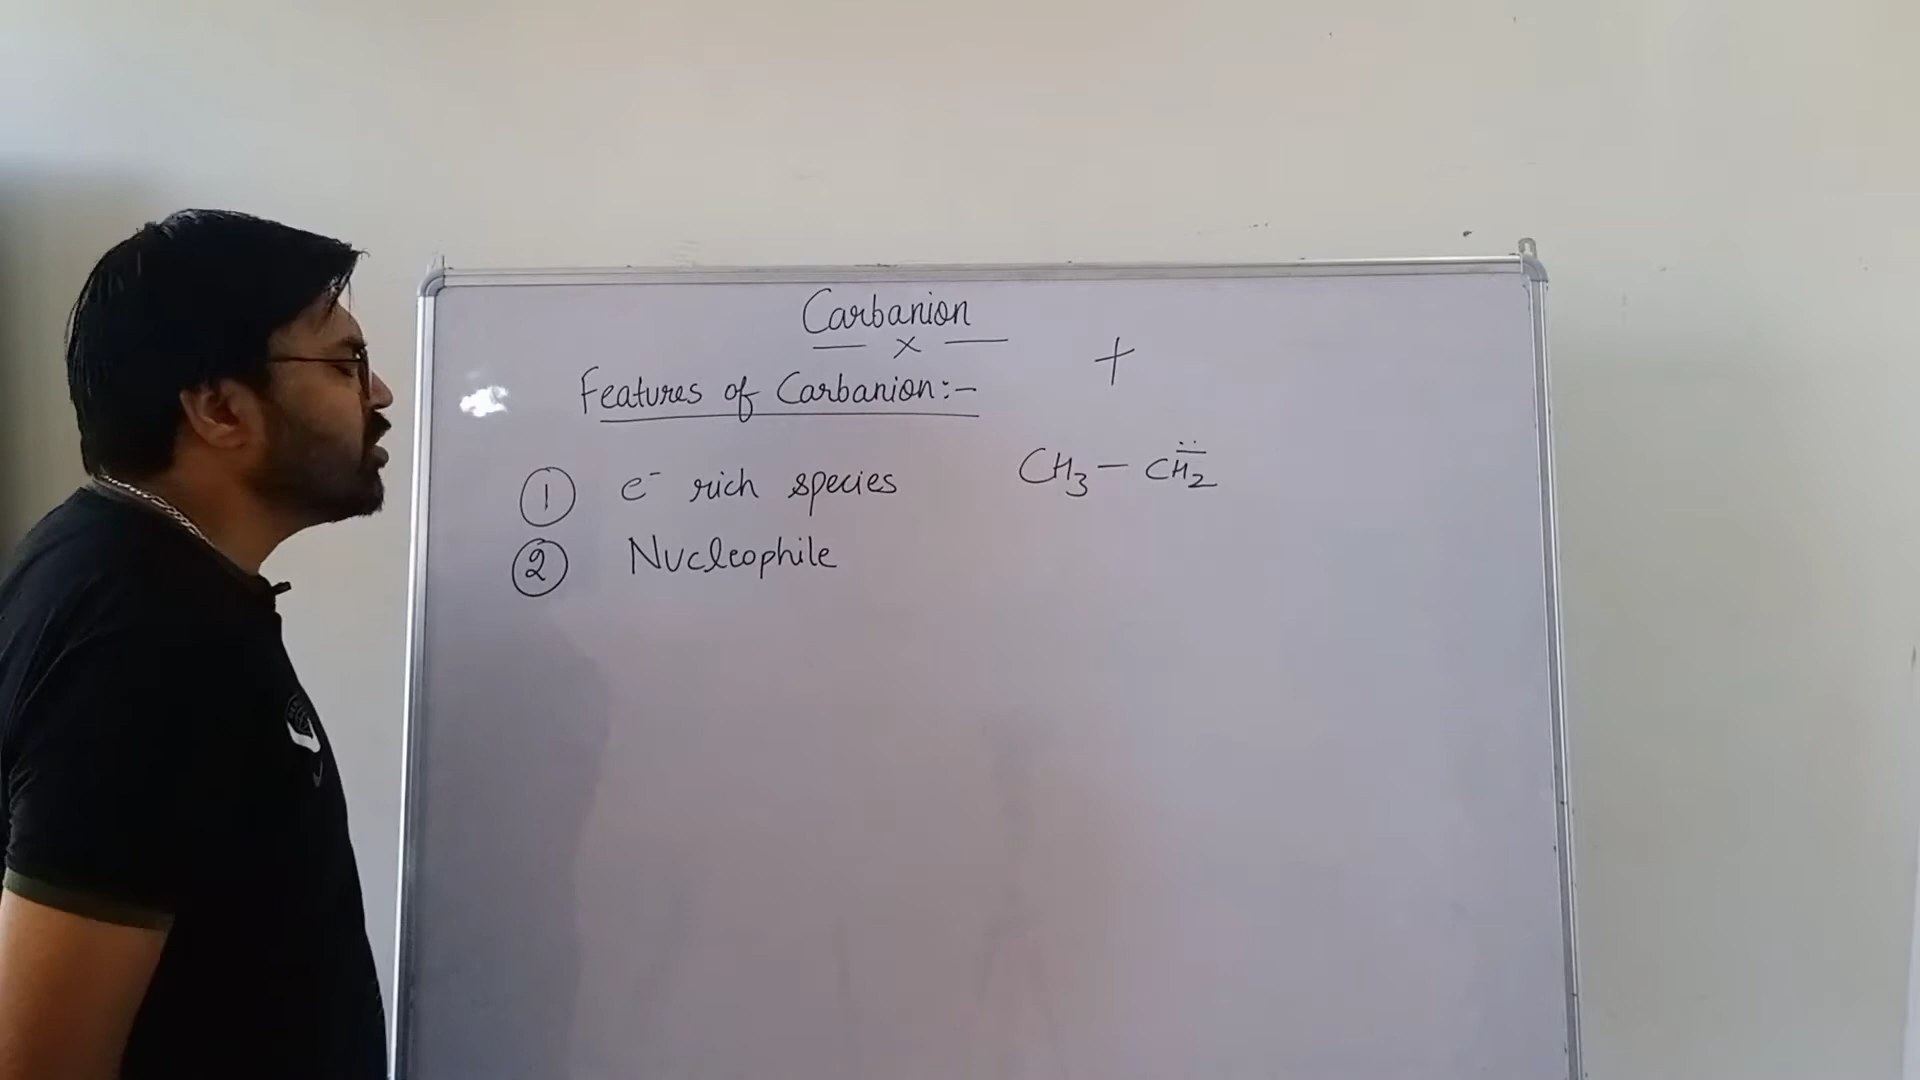 Carbanion
— x —
Features of Carbanion:-
+
① e⁻ rich species
CH₃ — C̈H₂⁻
② Nucleophile